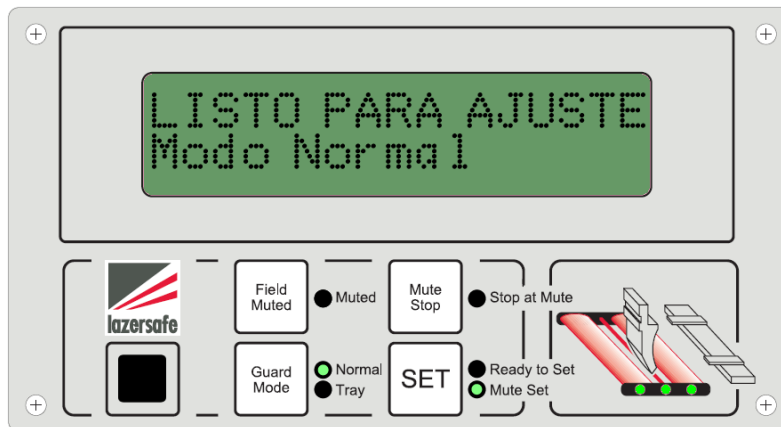 LISTO PARA AJUSTE
Modo Normal
lazersafe
Field
Muted
Muted
Mute
Stop
Stop at Mute
Guard
Mode
Normal
Tray
SET
Ready to Set
Mute Set